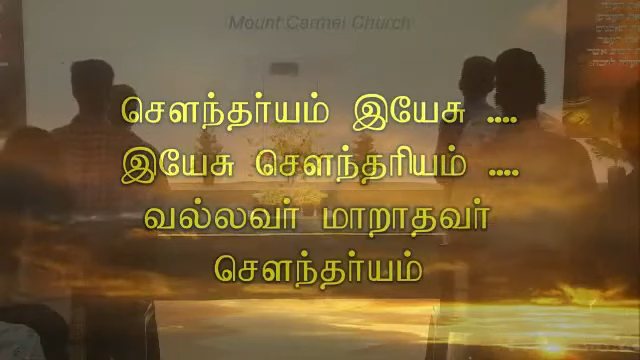 Mount Carmel Church
சௌந்தர்யம் இயேசு ....
இயேசு சௌந்தரியம் ....
வல்லவர் மாறாதவர்
சௌந்தர்யம்